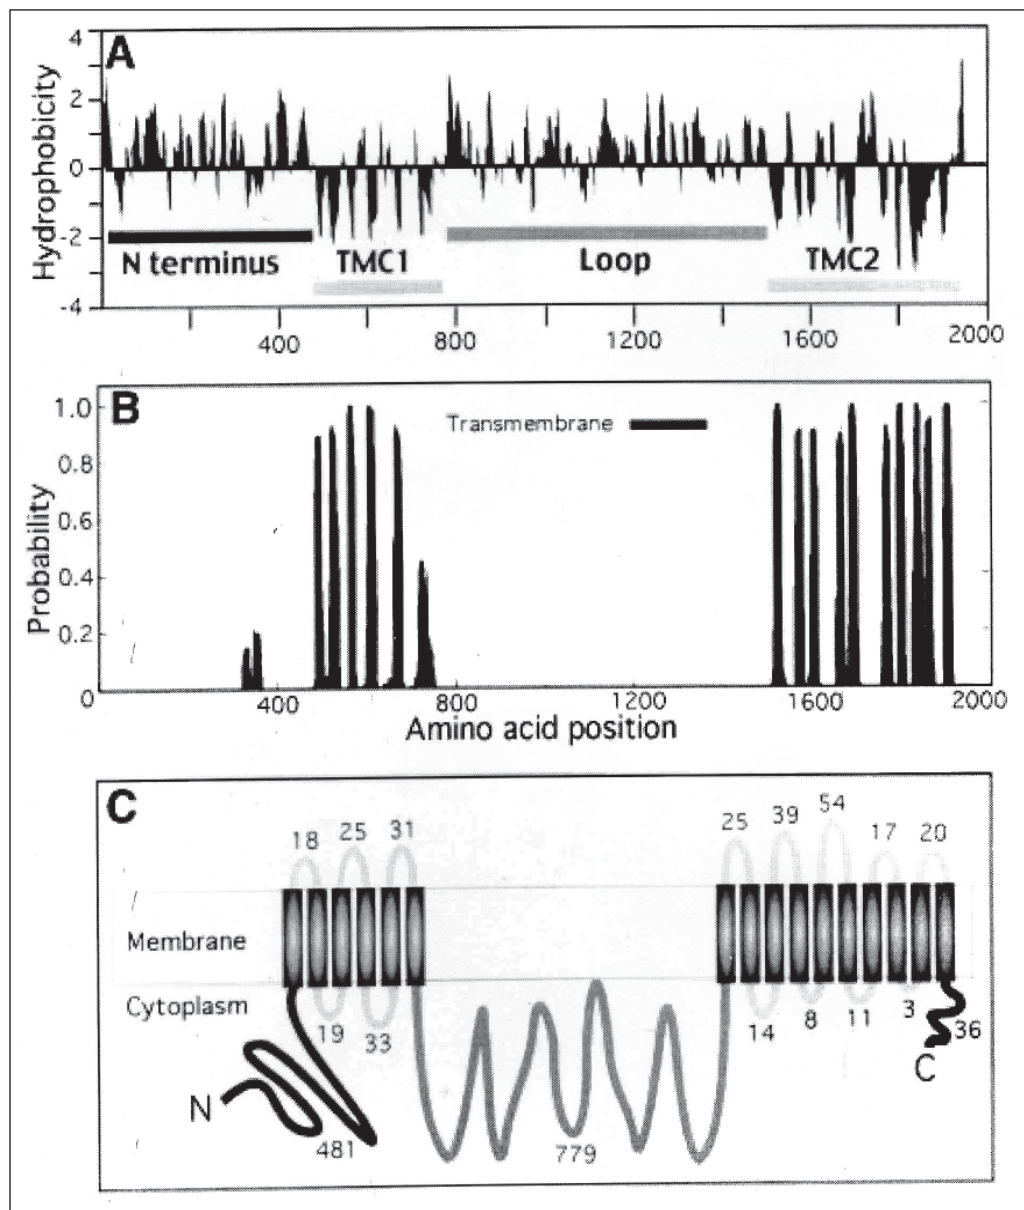 A
Hydrophobicity
4
2
0
-2
-4
N terminus
TMC1
Loop
TMC2
400
800
1200
1600
2000
B
Transmembrane
Probability
1.0
0.8
0.6
0.4
0.2
0
400
800
1200
1600
2000
Amino acid position
C
18
25
31
25
39
54
17
20
Membrane
Cytoplasm
19
33
14
8
11
3
36
N
C
481
779